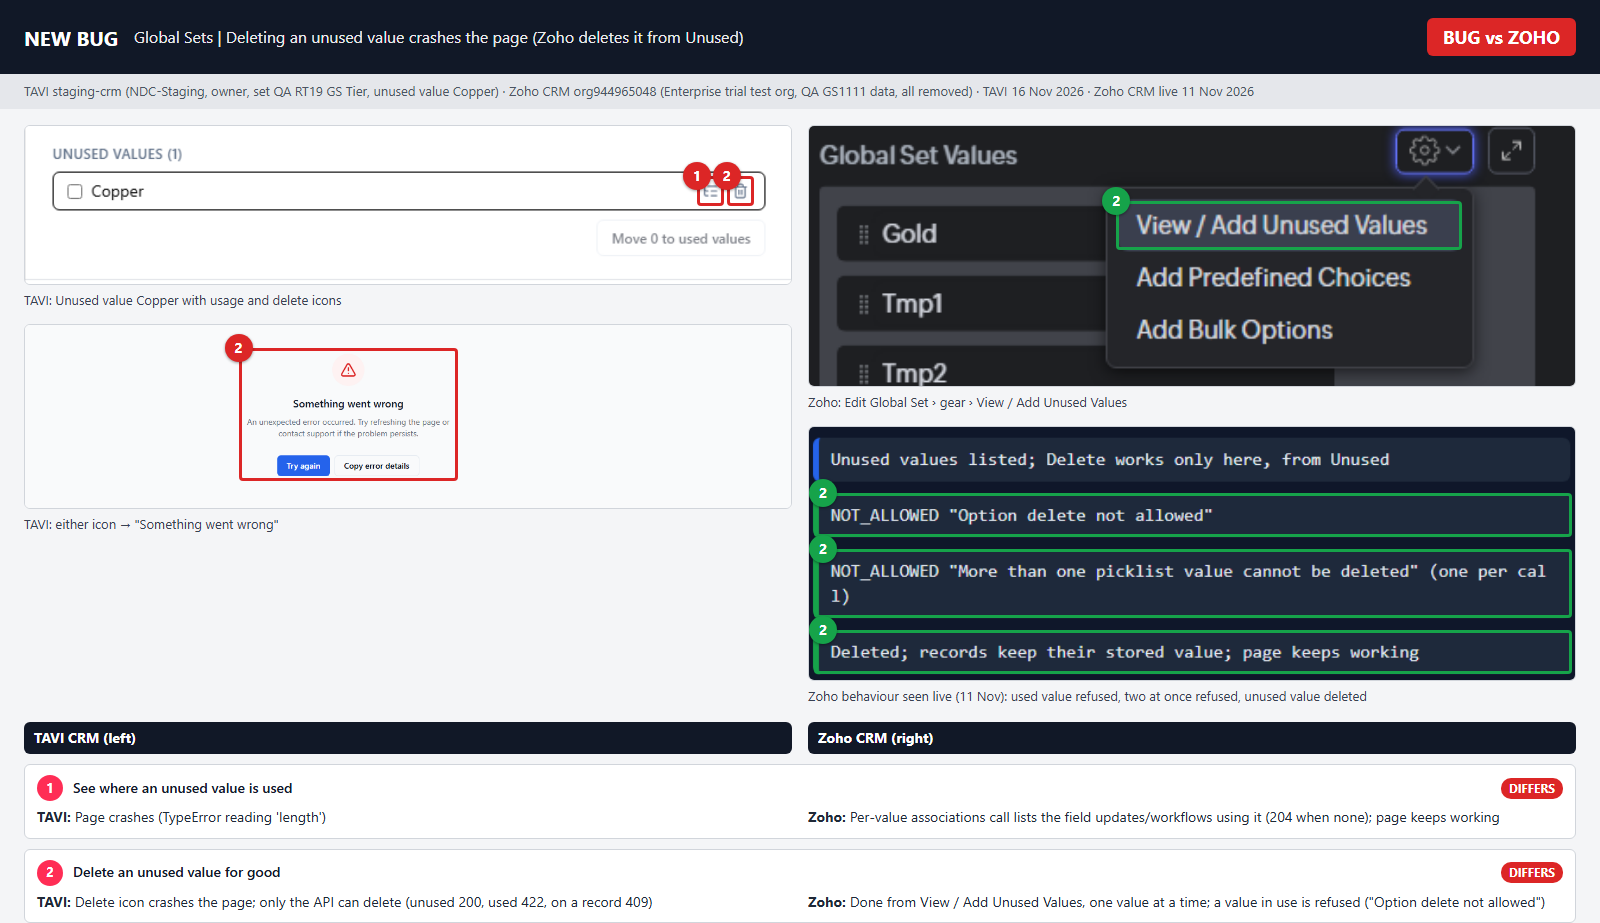 NEW BUG Global Sets | Deleting an unused value crashes the page (Zoho deletes it from Unused)
BUG vs ZOHO
TAVI staging-crm (NDC-Staging, owner, set QA RT19 GS Tier, unused value Copper) · Zoho CRM org944965048 (Enterprise trial test org, QA GS1111 data, all removed) · TAVI 16 Nov 2026 · Zoho CRM live 11 Nov 2026
UNUSED VALUES (1)
1 2
Copper
Move 0 to used values
TAVI: Unused value Copper with usage and delete icons
2
Something went wrong
An unexpected error occurred. Try refreshing the page or
contact support if the problem persists.
Try again Copy error details
TAVI: either icon → "Something went wrong"
Global Set Values
2
Gold
Tmp1
Tmp2
View / Add Unused Values
Add Predefined Choices
Add Bulk Options
Zoho: Edit Global Set › gear › View / Add Unused Values
Unused values listed; Delete works only here, from Unused
2
NOT_ALLOWED "Option delete not allowed"
2
NOT_ALLOWED "More than one picklist value cannot be deleted" (one per cal
l)
2
Deleted; records keep their stored value; page keeps working
Zoho behaviour seen live (11 Nov): used value refused, two at once refused, unused value deleted
TAVI CRM (left)
Zoho CRM (right)
1 See where an unused value is used
DIFFERS
TAVI: Page crashes (TypeError reading 'length')
Zoho: Per-value associations call lists the field updates/workflows using it (204 when none); page keeps working
2 Delete an unused value for good
DIFFERS
TAVI: Delete icon crashes the page; only the API can delete (unused 200, used 422, on a record 409)
Zoho: Done from View / Add Unused Values, one value at a time; a value in use is refused ("Option delete not allowed")